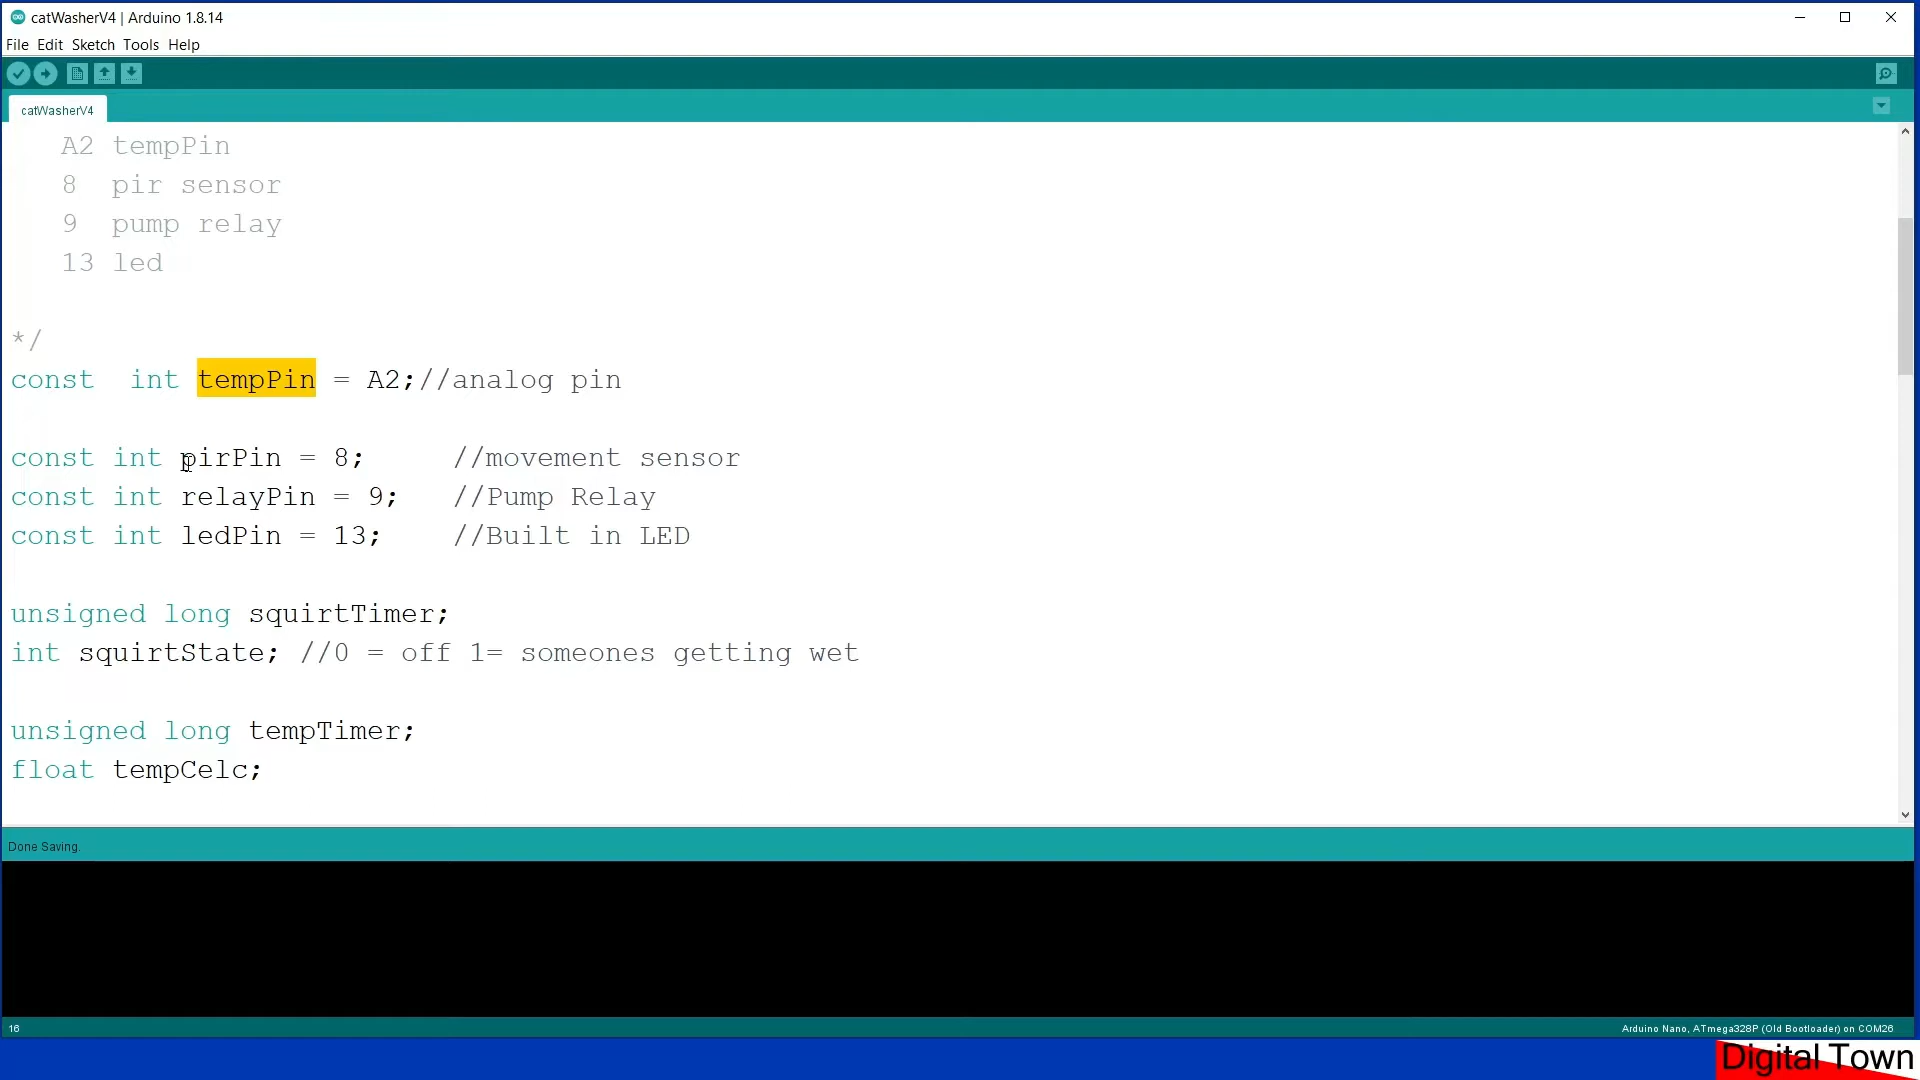 catWasherV4 | Arduino 1.8.14
File Edit Sketch Tools Help
catWasherV4
A2 tempPin
8 pir sensor
9 pump relay
13 led
*/
const  int tempPin = A2;//analog pin
const int pirPin = 8;     //movement sensor
const int relayPin = 9;   //Pump Relay
const int ledPin = 13;    //Built in LED
unsigned long squirtTimer;
int squirtState; //0 = off 1= someones getting wet
unsigned long tempTimer;
float tempCelc;
Done Saving.
16
Arduino Nano, ATmega328P (Old Bootloader) on COM26
Digital Town